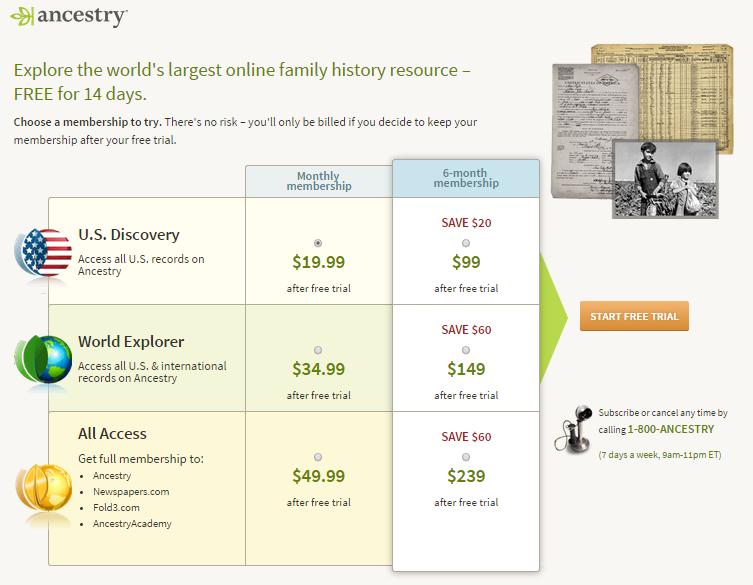 ancestry
Explore the world's largest online family history resource –
FREE for 14 days.
Choose a membership to try. There's no risk – you'll only be billed if you decide to keep your
membership after your free trial.
Monthly
membership
6-month
membership
U.S. Discovery
Access all U.S. records on
Ancestry
$19.99
after free trial
SAVE $20
$99
after free trial
World Explorer
Access all U.S. & international
records on Ancestry
$34.99
after free trial
SAVE $60
$149
after free trial
All Access
Get full membership to:
• Ancestry
• Newspapers.com
• Fold3.com
• AncestryAcademy
$49.99
after free trial
SAVE $60
$239
after free trial
START FREE TRIAL
Subscribe or cancel any time by
calling 1-800-ANCESTRY
(7 days a week, 9am-11pm ET)